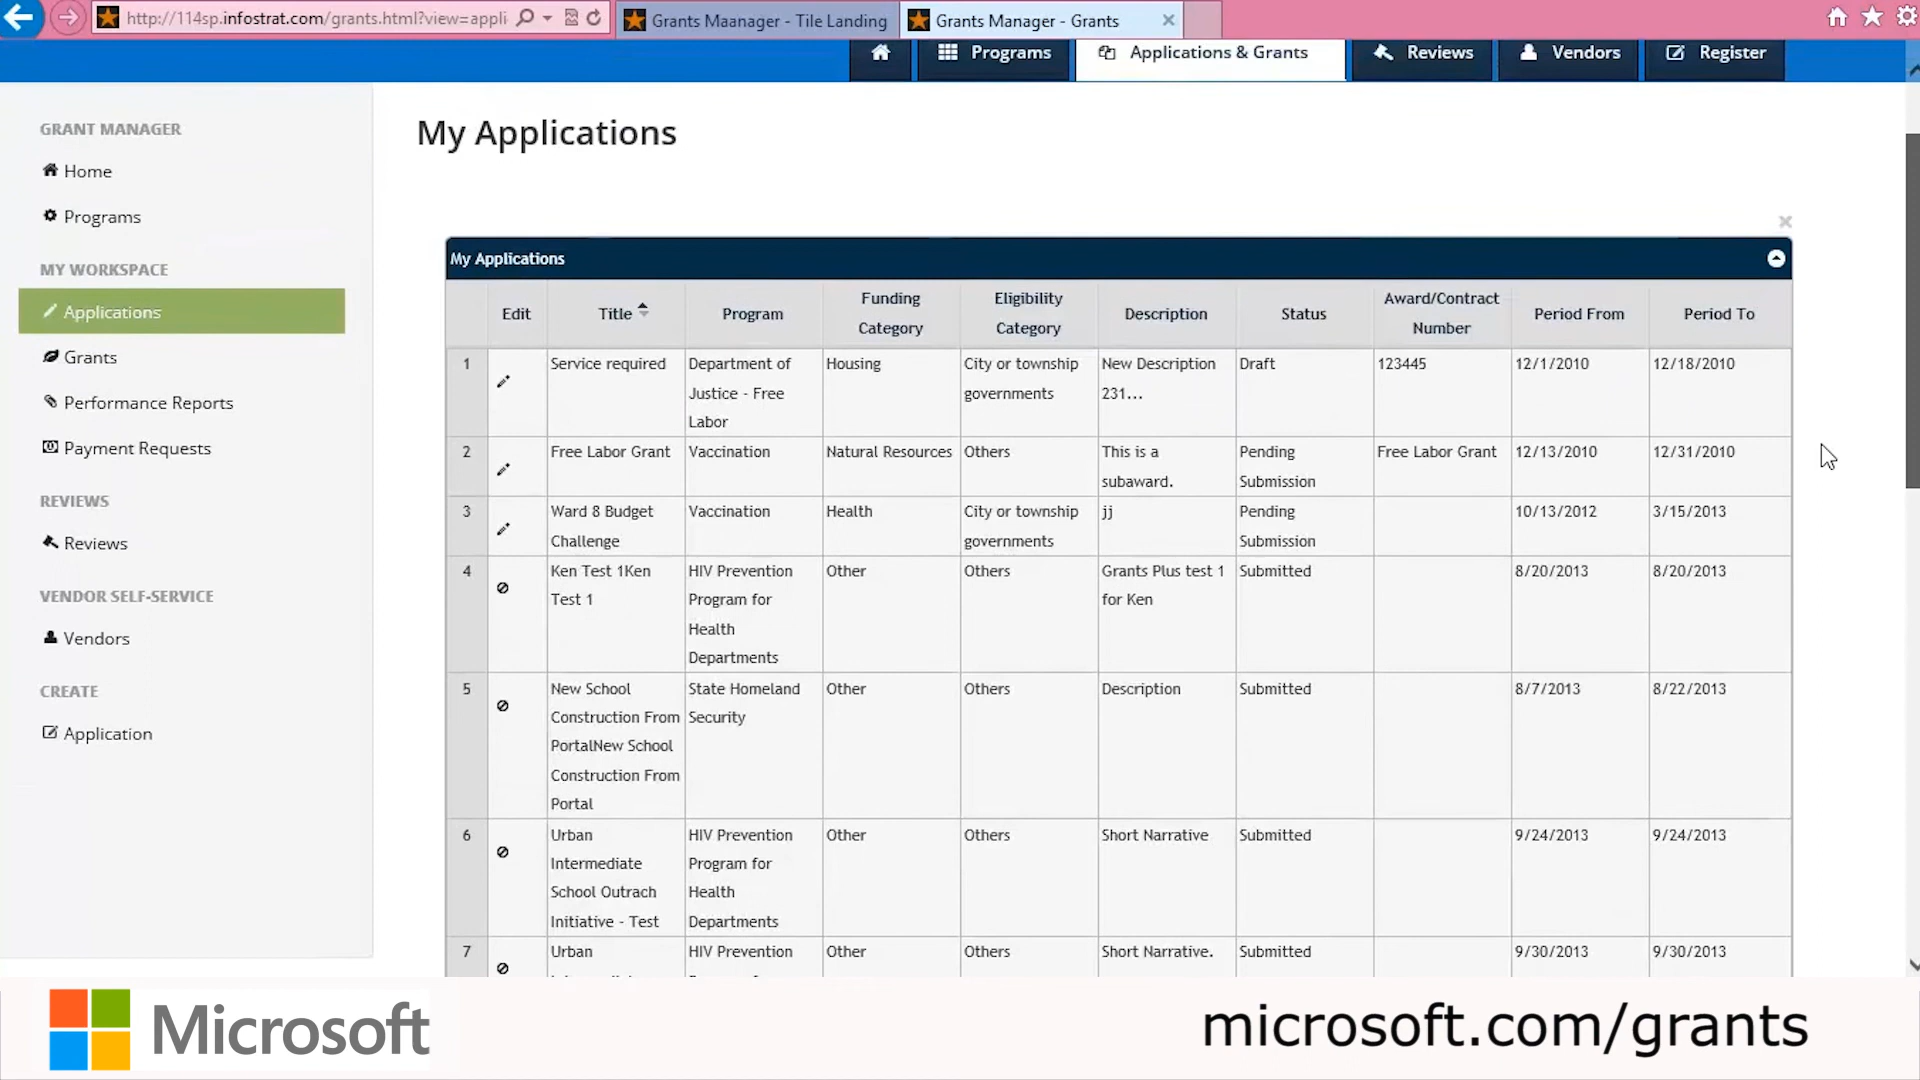 http://114sp.infostrat.com/grants.html?view=appli
Grants Maanager - Tile Landing
Grants Manager - Grants
Programs
Applications & Grants
Reviews
Vendors
Register
GRANT MANAGER
Home
Programs
MY WORKSPACE
Applications
Grants
Performance Reports
Payment Requests
REVIEWS
Reviews
VENDOR SELF-SERVICE
Vendors
CREATE
Application
My Applications
My Applications
Edit
Title
Program
Funding
Category
Eligibility
Category
Description
Status
Award/Contract
Number
Period From
Period To
1
Service required
Department of
Justice - Free
Labor
Housing
City or township
governments
New Description
231...
Draft
123445
12/1/2010
12/18/2010
2
Free Labor Grant
Vaccination
Natural Resources
Others
This is a
subaward.
Pending
Submission
Free Labor Grant
12/13/2010
12/31/2010
3
Ward 8 Budget
Challenge
Vaccination
Health
City or township
governments
jj
Pending
Submission
10/13/2012
3/15/2013
4
Ken Test 1Ken
Test 1
HIV Prevention
Program for
Health
Departments
Other
Others
Grants Plus test 1
for Ken
Submitted
8/20/2013
8/20/2013
5
New School
Construction From
PortalNew School
Construction From
Portal
State Homeland
Security
Other
Others
Description
Submitted
8/7/2013
8/22/2013
6
Urban
Intermediate
School Outrach
Initiative - Test
HIV Prevention
Program for
Health
Departments
Other
Others
Short Narrative
Submitted
9/24/2013
9/24/2013
7
Urban
HIV Prevention
Other
Others
Short Narrative.
Submitted
9/30/2013
9/30/2013
Microsoft
microsoft.com/grants